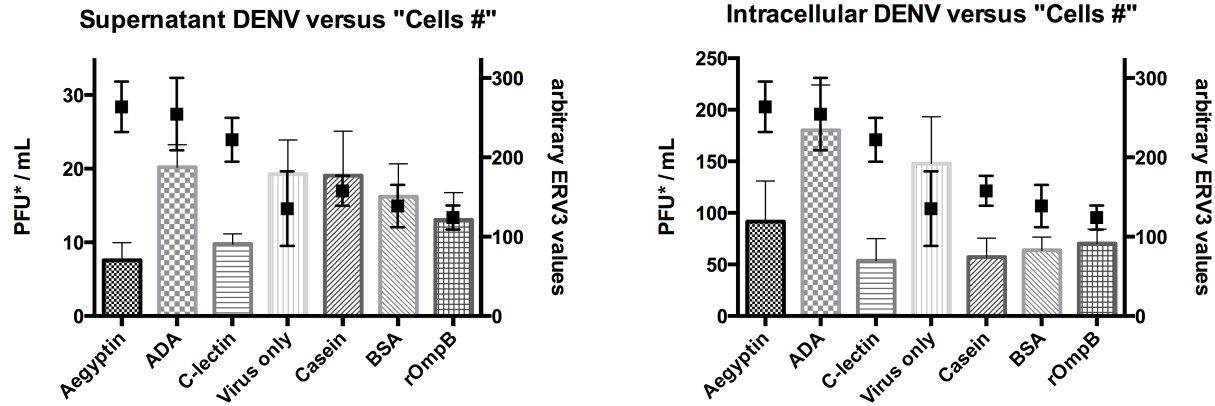 Supernatant DENV versus "Cells #"
PFU* / mL
30
20
10
0
300
200
100
0
arbitrary ERV3 values
Aegyptin
ADA
C-lectin
Virus only
Casein
BSA
rOmpB
Intracellular DENV versus "Cells #"
PFU* / mL
250
200
150
100
50
0
300
200
100
0
arbitrary ERV3 values
Aegyptin
ADA
C-lectin
Virus only
Casein
BSA
rOmpB